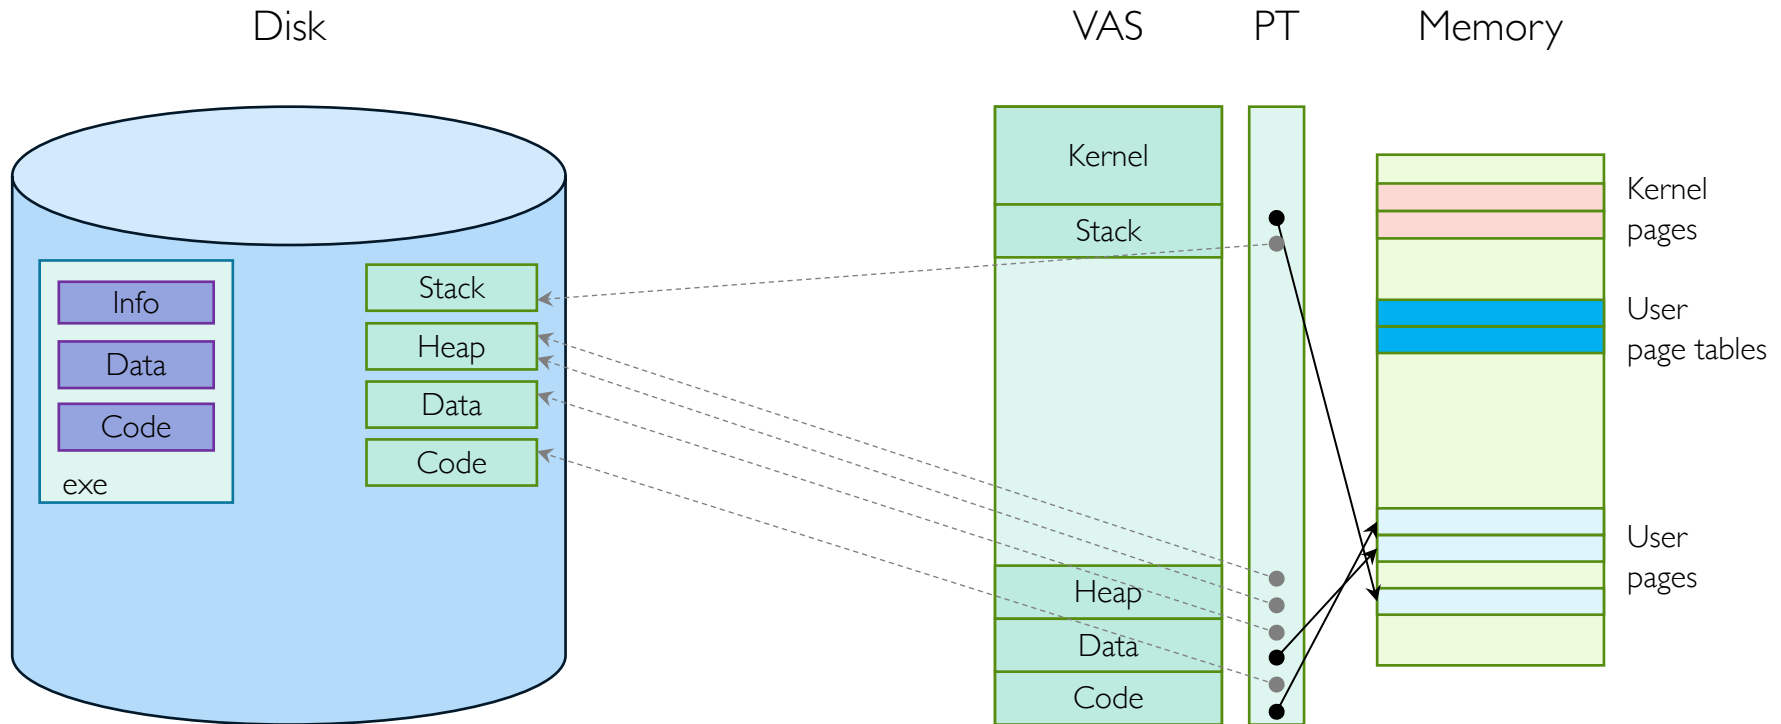 Disk
VAS
PT
Memory
Info
Data
Code
exe
Stack
Heap
Data
Code
Kernel
Stack
Heap
Data
Code
Kernel
pages
User
page tables
User
pages